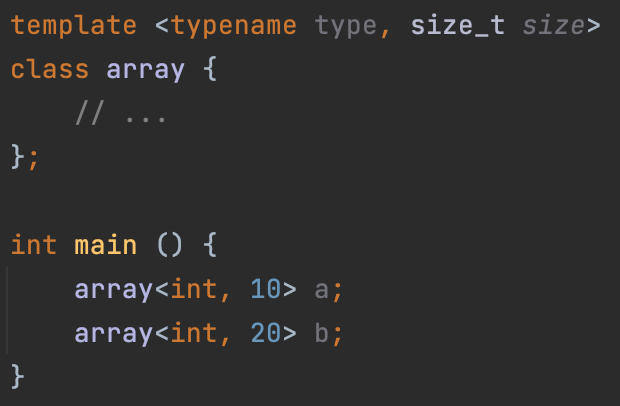 template <typename type, size_t size>
class array {
    // ...
};

int main () {
    array<int, 10> a;
    array<int, 20> b;
}